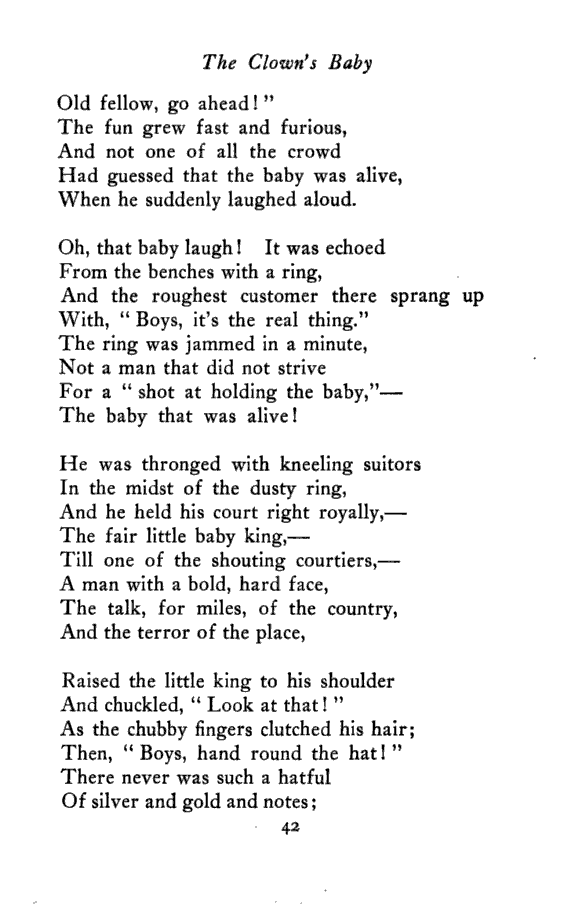 The Clown's Baby
Old fellow, go ahead!"
The fun grew fast and furious,
And not one of all the crowd
Had guessed that the baby was alive,
When he suddenly laughed aloud.

Oh, that baby laugh! It was echoed
From the benches with a ring,
And the roughest customer there sprang up
With, "Boys, it's the real thing."
The ring was jammed in a minute,
Not a man that did not strive
For a "shot at holding the baby,"—
The baby that was alive!

He was thronged with kneeling suitors
In the midst of the dusty ring,
And he held his court right royally,—
The fair little baby king,—
Till one of the shouting courtiers,—
A man with a bold, hard face,
The talk, for miles, of the country,
And the terror of the place,

Raised the little king to his shoulder
And chuckled, "Look at that!"
As the chubby fingers clutched his hair;
Then, "Boys, hand round the hat!"
There never was such a hatful
Of silver and gold and notes;
42